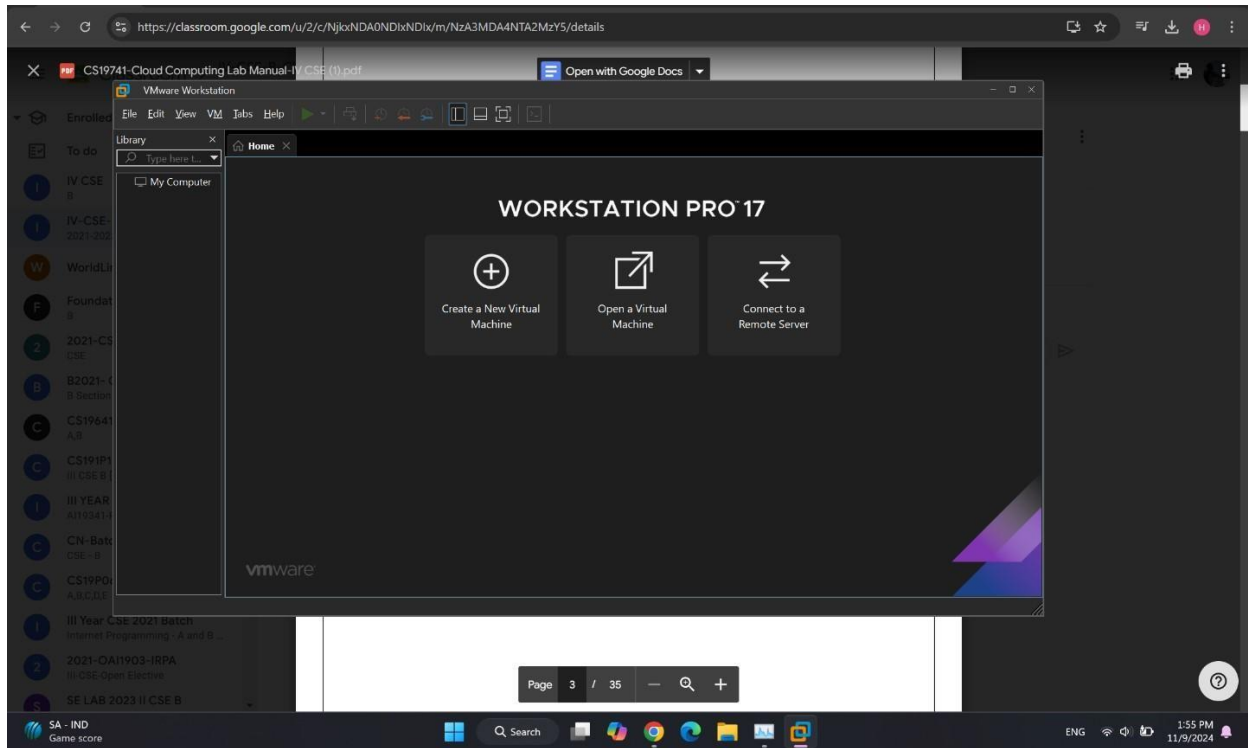 https://classroom.google.com/u/2/c/NjkxNDA0NDIxNDIx/m/NzA3MDA4NTA2MzY5/details
H
PDF CS19741-Cloud Computing Lab Manual-IV CSE (1).pdf
Open with Google Docs
VMware Workstation
File Edit View VM Tabs Help
Library
Home
Type here t...
My Computer
WORKSTATION PRO™ 17
Create a New Virtual
Machine
Open a Virtual
Machine
Connect to a
Remote Server
vmware
Enrolled
To do
I IV CSE
B
I IV-CSE-
2021-202
W WorldLi
F Foundat
B
2 2021-CS
CSE
B B2021- C
B Section
C CS19641
A,B
C CS191P1
III CSE B [
I III YEAR
AI19341-I
C CN-Batc
CSE - B
C CS19P0
A,B,C,D,E
I III Year CSE 2021 Batch
Internet Programming - A and B ...
2 2021-OAI1903-IRPA
III-CSE-Open Elective
S SE LAB 2023 II CSE B
Page 3 / 35
SA - IND
Game score
Search
ENG
1:55 PM
11/9/2024